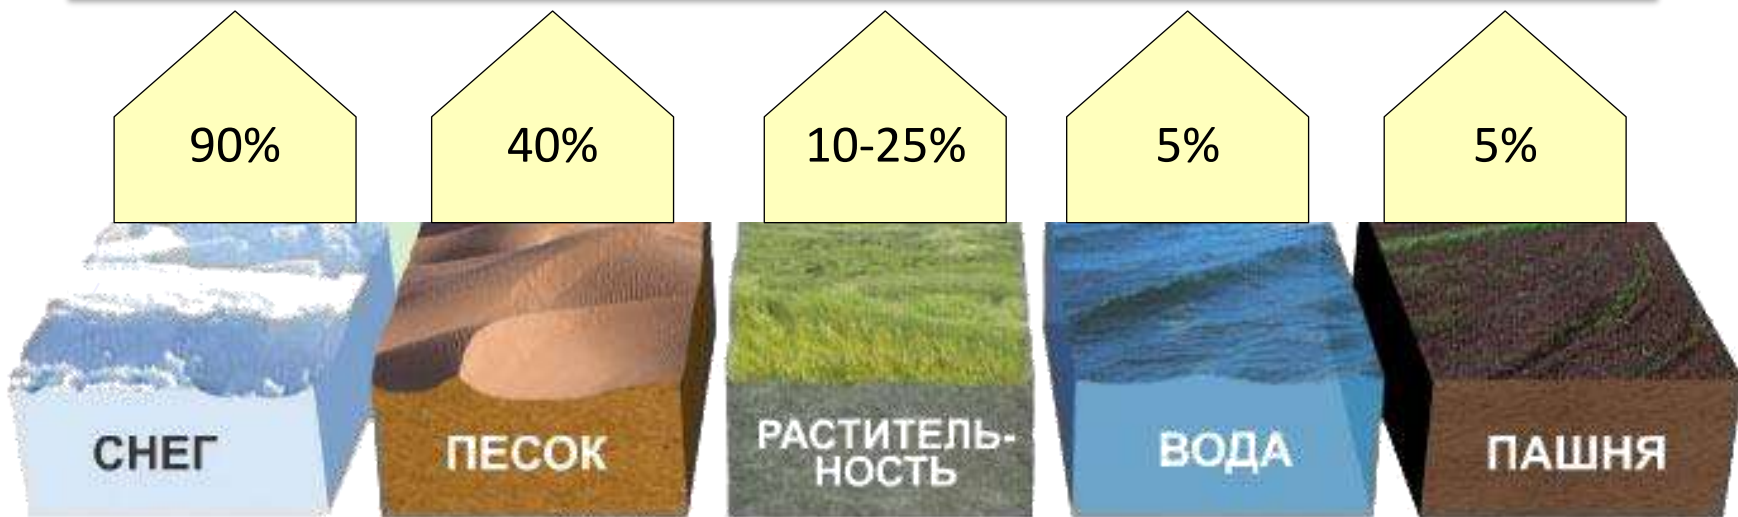 90%
40%
10-25%
5%
5%
СНЕГ
ПЕСОК
РАСТИТЕЛЬ-
НОСТЬ
ВОДА
ПАШНЯ